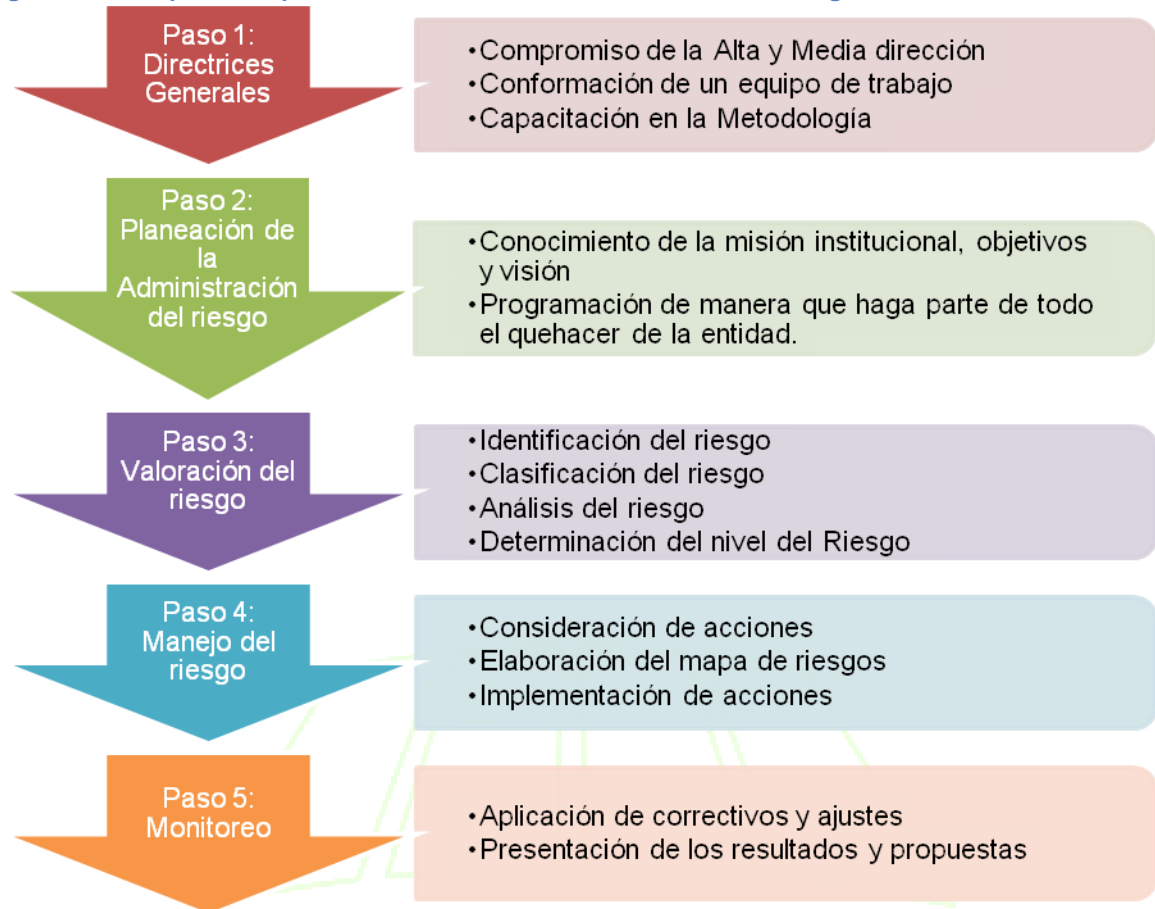 Paso 1:
Directrices
Generales
•Compromiso de la Alta y Media dirección
•Conformación de un equipo de trabajo
•Capacitación en la Metodología
Paso 2:
Planeación de
la
Administración
del riesgo
•Conocimiento de la misión institucional, objetivos
y visión
•Programación de manera que haga parte de todo
el quehacer de la entidad.
Paso 3:
Valoración del
riesgo
•Identificación del riesgo
•Clasificación del riesgo
•Análisis del riesgo
•Determinación del nivel del Riesgo
Paso 4:
Manejo del
riesgo
•Consideración de acciones
•Elaboración del mapa de riesgos
•Implementación de acciones
Paso 5:
Monitoreo
•Aplicación de correctivos y ajustes
•Presentación de los resultados y propuestas